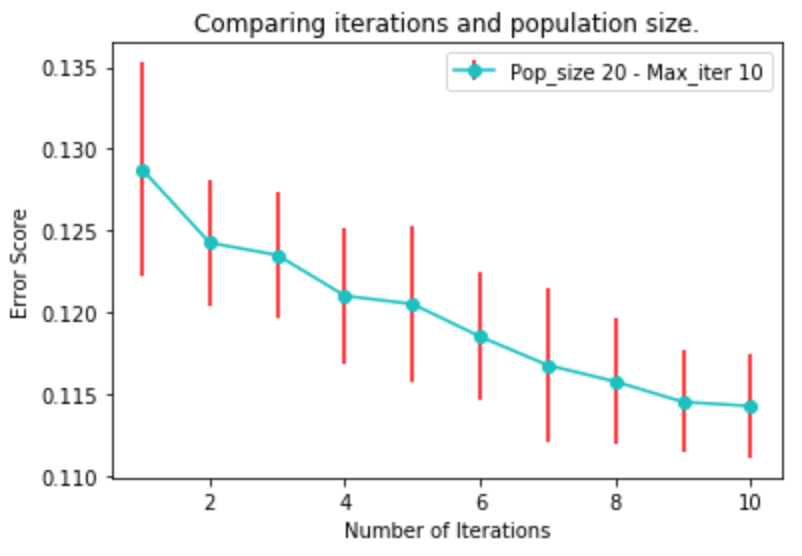 Comparing iterations and population size.
Pop_size 20 - Max_iter 10
0.135
0.130
0.125
0.120
0.115
0.110
Error Score
2 4 6 8 10
Number of Iterations